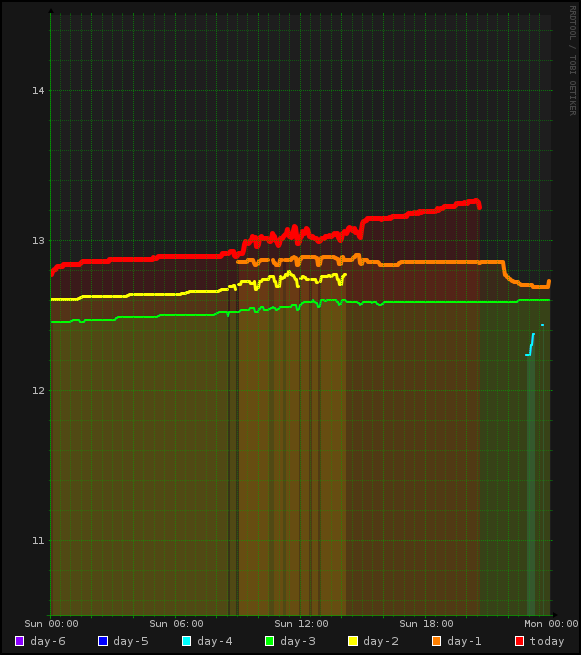 RRDTOOL / TOBI OETIKER
14
13
12
11
Sun 00:00 Sun 06:00 Sun 12:00 Sun 18:00 Mon 00:00
day-6 day-5 day-4 day-3 day-2 day-1 today